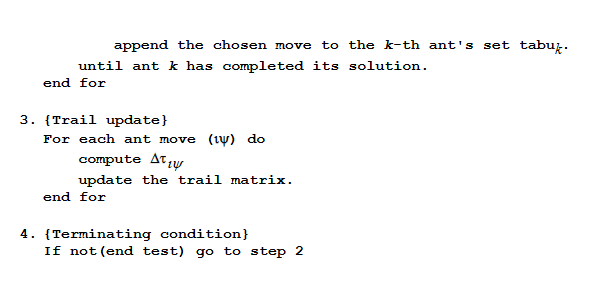 append the chosen move to the k-th ant's set tabuk.
until ant k has completed its solution.
end for
3. {Trail update}
For each ant move (ιψ) do
compute Δτιψ
update the trail matrix.
end for
4. {Terminating condition}
If not(end test) go to step 2